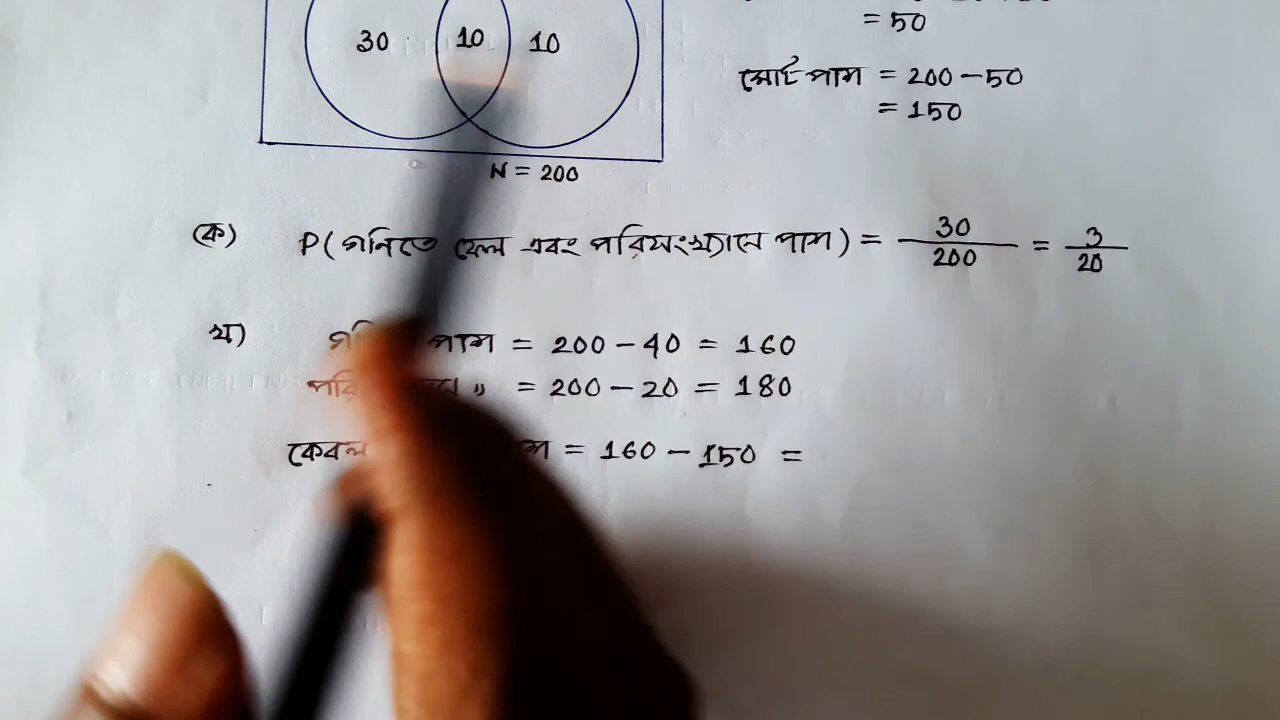 30 10 10
= 50
মোট পাশ = 200 - 50
= 150
N = 200
(ক) P(গনিতে ফেল এবং পরিসংখ্যানে পাশ) = 30/200 = 3/20
খ) পাশ = 200 - 40 = 160
" = 200 - 20 = 180
কেবল = 160 - 150 =